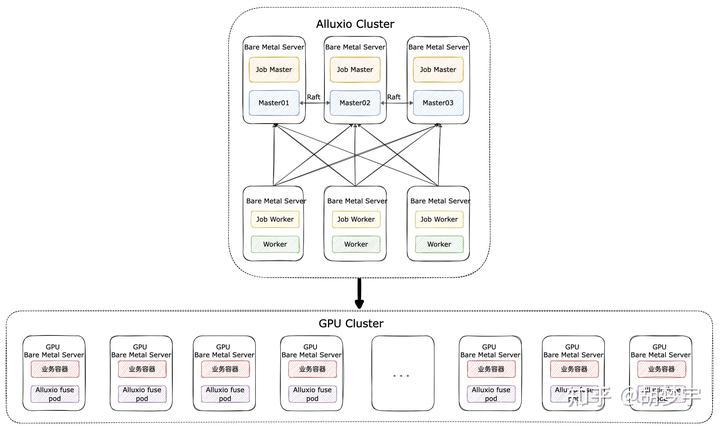 Alluxio Cluster
Bare Metal Server Bare Metal Server Bare Metal Server
Job Master Job Master Job Master
Raft Raft
Master01 Master02 Master03
Bare Metal Server Bare Metal Server Bare Metal Server
Job Worker Job Worker Job Worker
Worker Worker Worker
GPU Cluster
GPU GPU GPU GPU GPU GPU GPU
Bare Metal Server Bare Metal Server Bare Metal Server Bare Metal Server Bare Metal Server Bare Metal Server Bare Metal Server
业务容器 业务容器 业务容器 业务容器 ... 业务容器 业务容器 业务容器
Alluxio fuse Alluxio fuse Alluxio fuse Alluxio fuse Alluxio fuse Alluxio fuse Alluxio fuse
pod pod pod pod pod pod pod
知乎 @胡梦宇